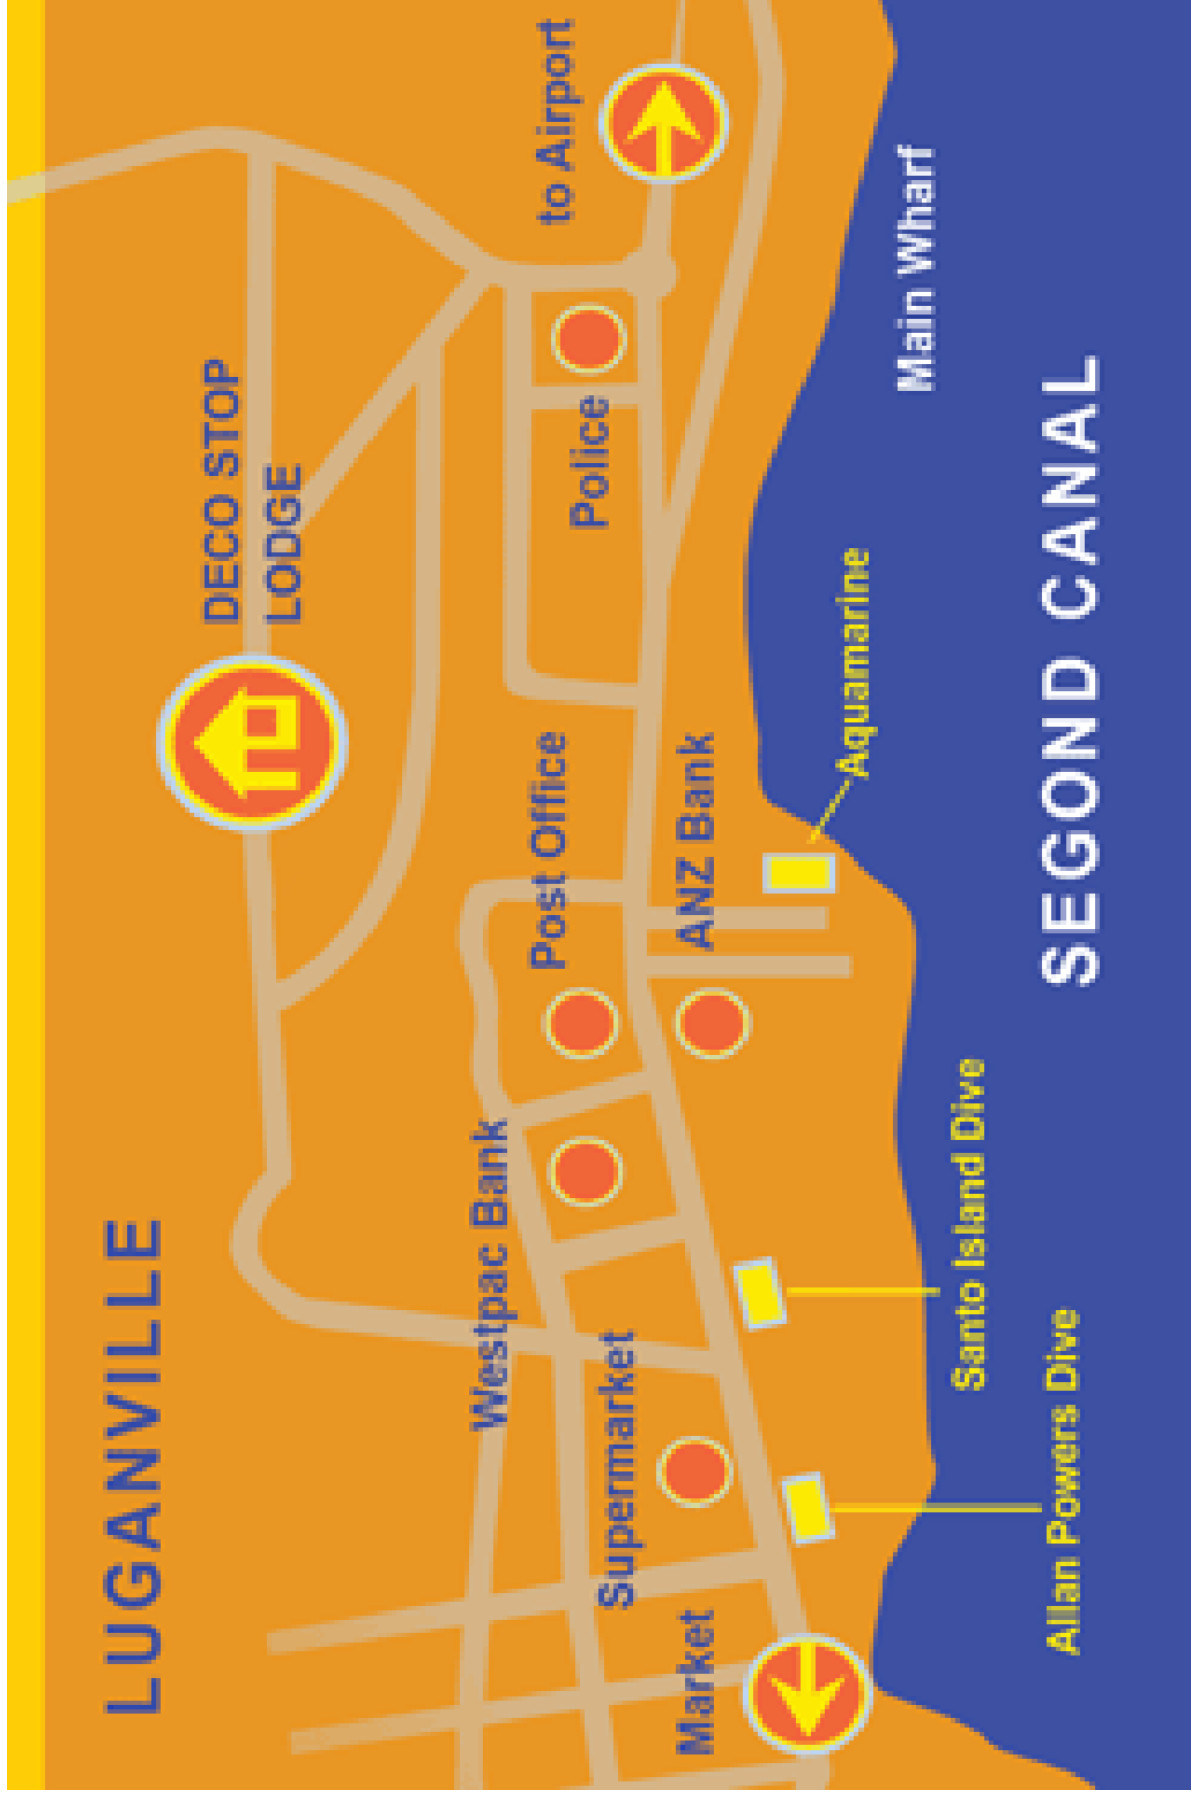 LUGANVILLE
DECO STOP
LODGE
Westpac Bank
Post Office
to Airport
Police
Supermarket
Market
ANZ Bank
Aquamarine
Main Wharf
Santo Island Dive
Allan Powers Dive
SEGOND CANAL